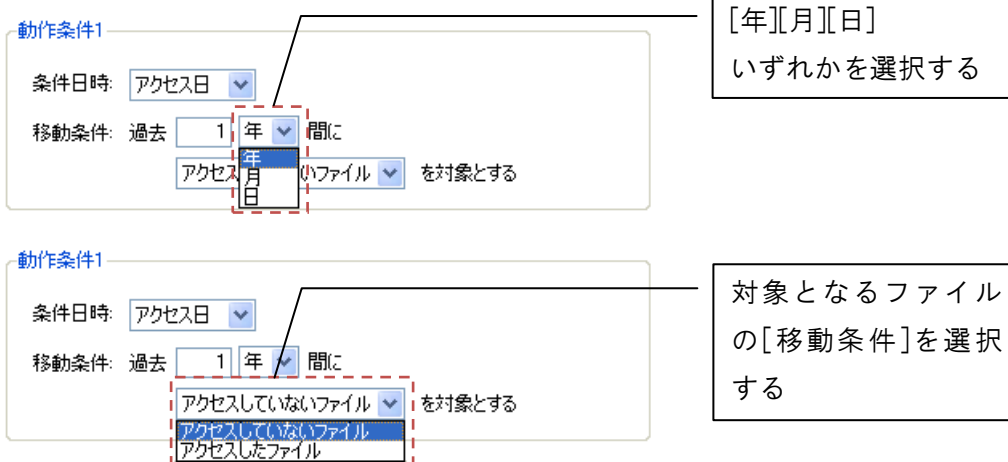 動作条件1
[年][月][日]
いずれかを選択する
条件日時: アクセス日
移動条件: 過去 1 年 間に
年
アクセス いファイル を対象とする
月
日
動作条件1
対象となるファイル
の[移動条件]を選択
する
条件日時: アクセス日
移動条件: 過去 1 年 間に
アクセスしていないファイル を対象とする
アクセスしていないファイル
アクセスしたファイル